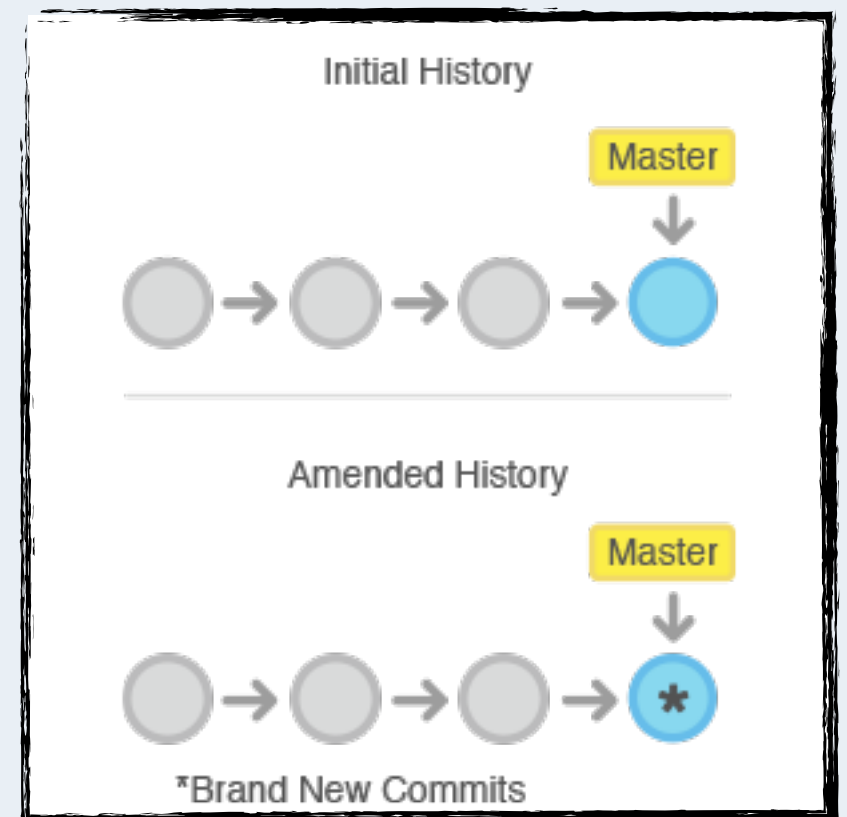 Initial History
Master
Amended History
Master
*
*Brand New Commits